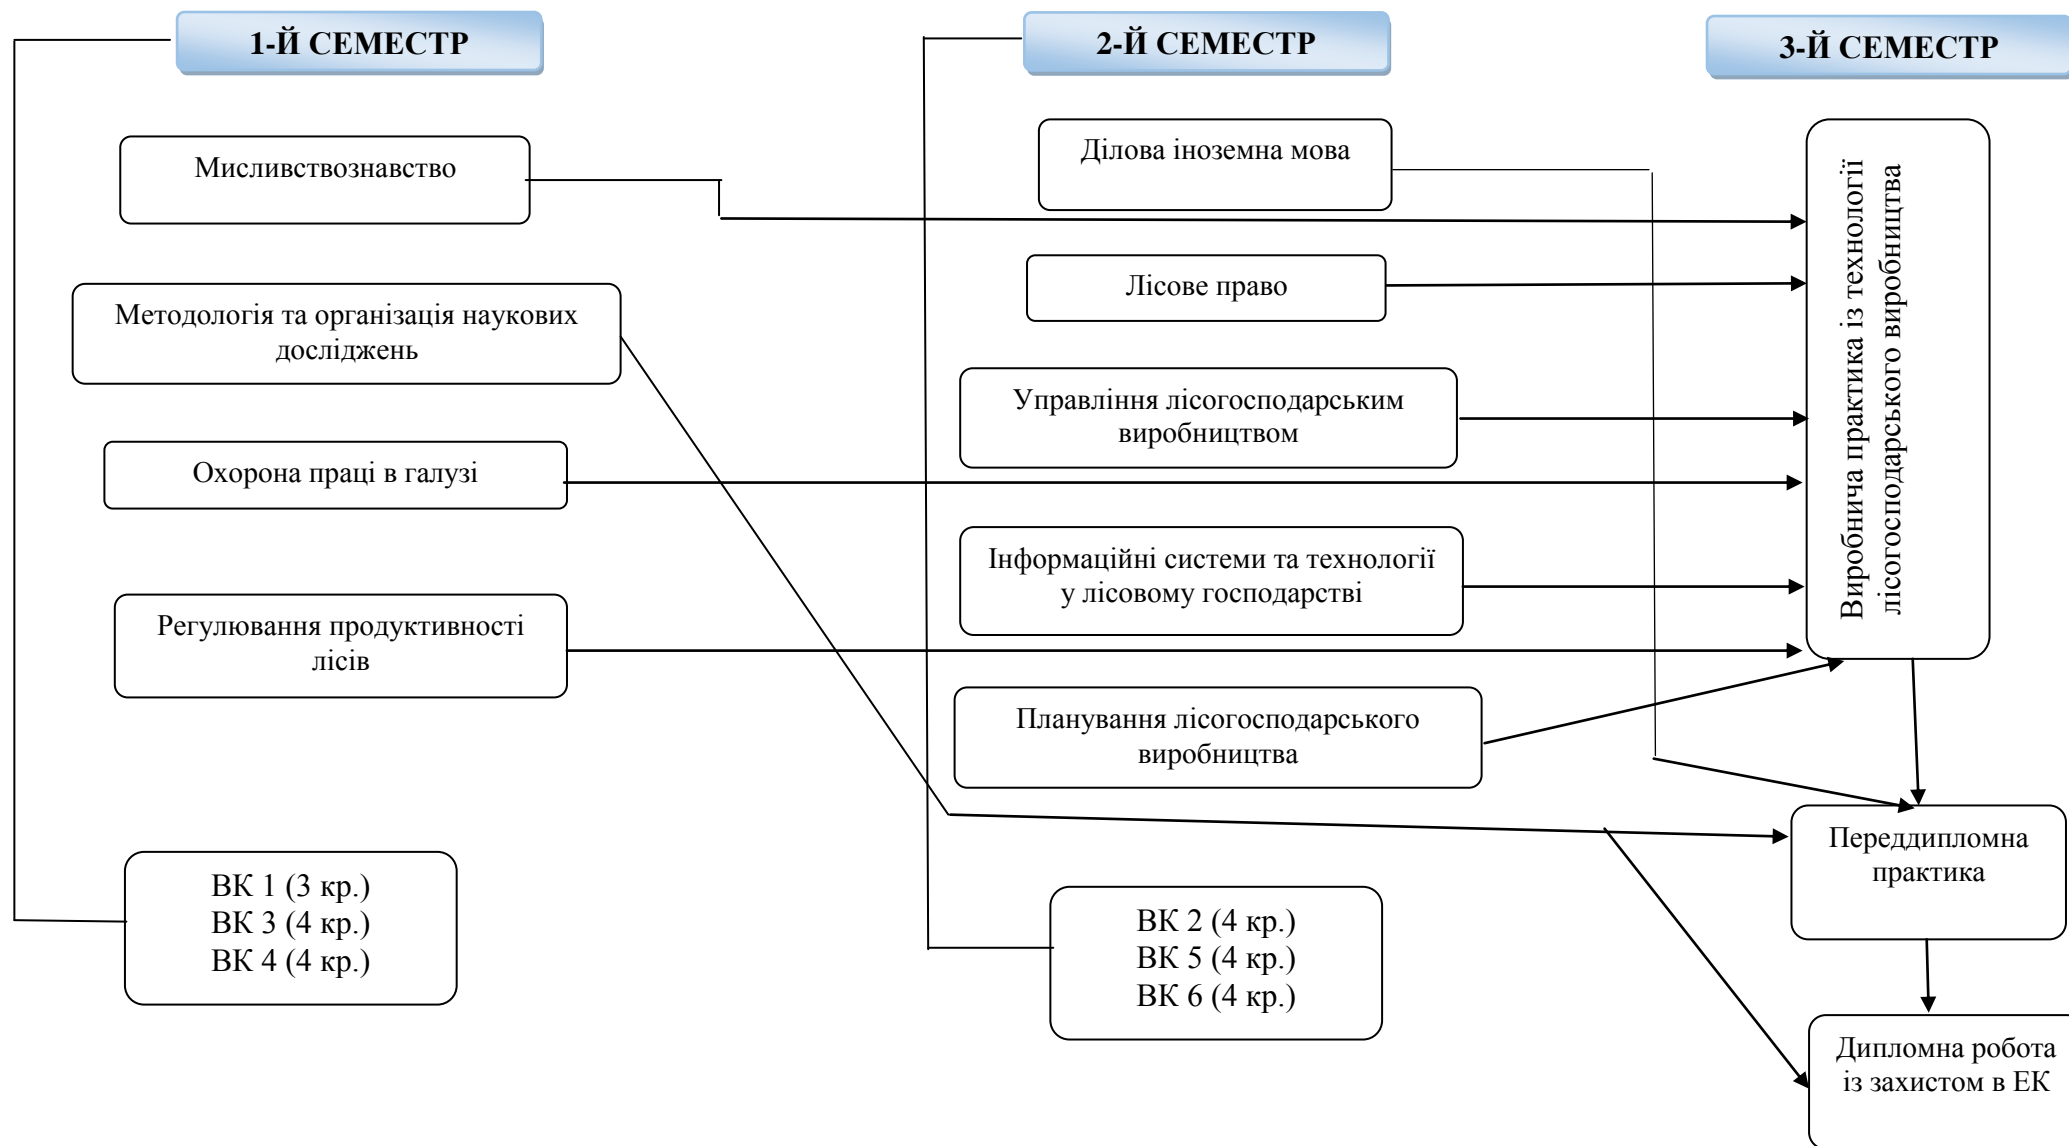 1-Й СЕМЕСТР
Мисливствознавство
Методологія та організація наукових
досліджень
Охорона праці в галузі
Регулювання продуктивності
лісів
ВК 1 (3 кр.)
ВК 3 (4 кр.)
ВК 4 (4 кр.)
2-Й СЕМЕСТР
Ділова іноземна мова
Лісове право
Управління лісогосподарським
виробництвом
Інформаційні системи та технології
у лісовому господарстві
Планування лісогосподарського
виробництва
ВК 2 (4 кр.)
ВК 5 (4 кр.)
ВК 6 (4 кр.)
3-Й СЕМЕСТР
Виробнича практика із технології
лісогосподарського виробництва
Переддипломна
практика
Дипломна робота
із захистом в ЕК